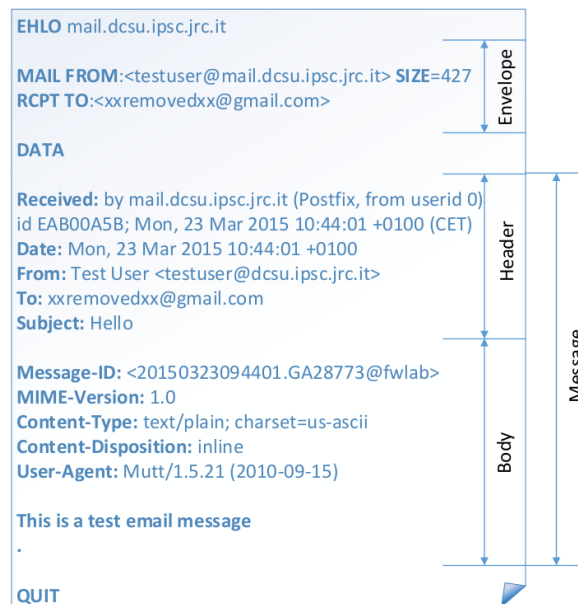 EHLO mail.dcsu.ipsc.jrc.it
MAIL FROM:<testuser@mail.dcsu.ipsc.jrc.it> SIZE=427
RCPT TO:<xxremovedxx@gmail.com>
Envelope
DATA
Received: by mail.dcsu.ipsc.jrc.it (Postfix, from userid 0)
id EAB00A5B; Mon, 23 Mar 2015 10:44:01 +0100 (CET)
Date: Mon, 23 Mar 2015 10:44:01 +0100
From: Test User <testuser@dcsu.ipsc.jrc.it>
To: xxremovedxx@gmail.com
Subject: Hello
Header
Message-ID: <20150323094401.GA28773@fwlab>
MIME-Version: 1.0
Content-Type: text/plain; charset=us-ascii
Content-Disposition: inline
User-Agent: Mutt/1.5.21 (2010-09-15)
This is a test email message
.
Body
Message
QUIT